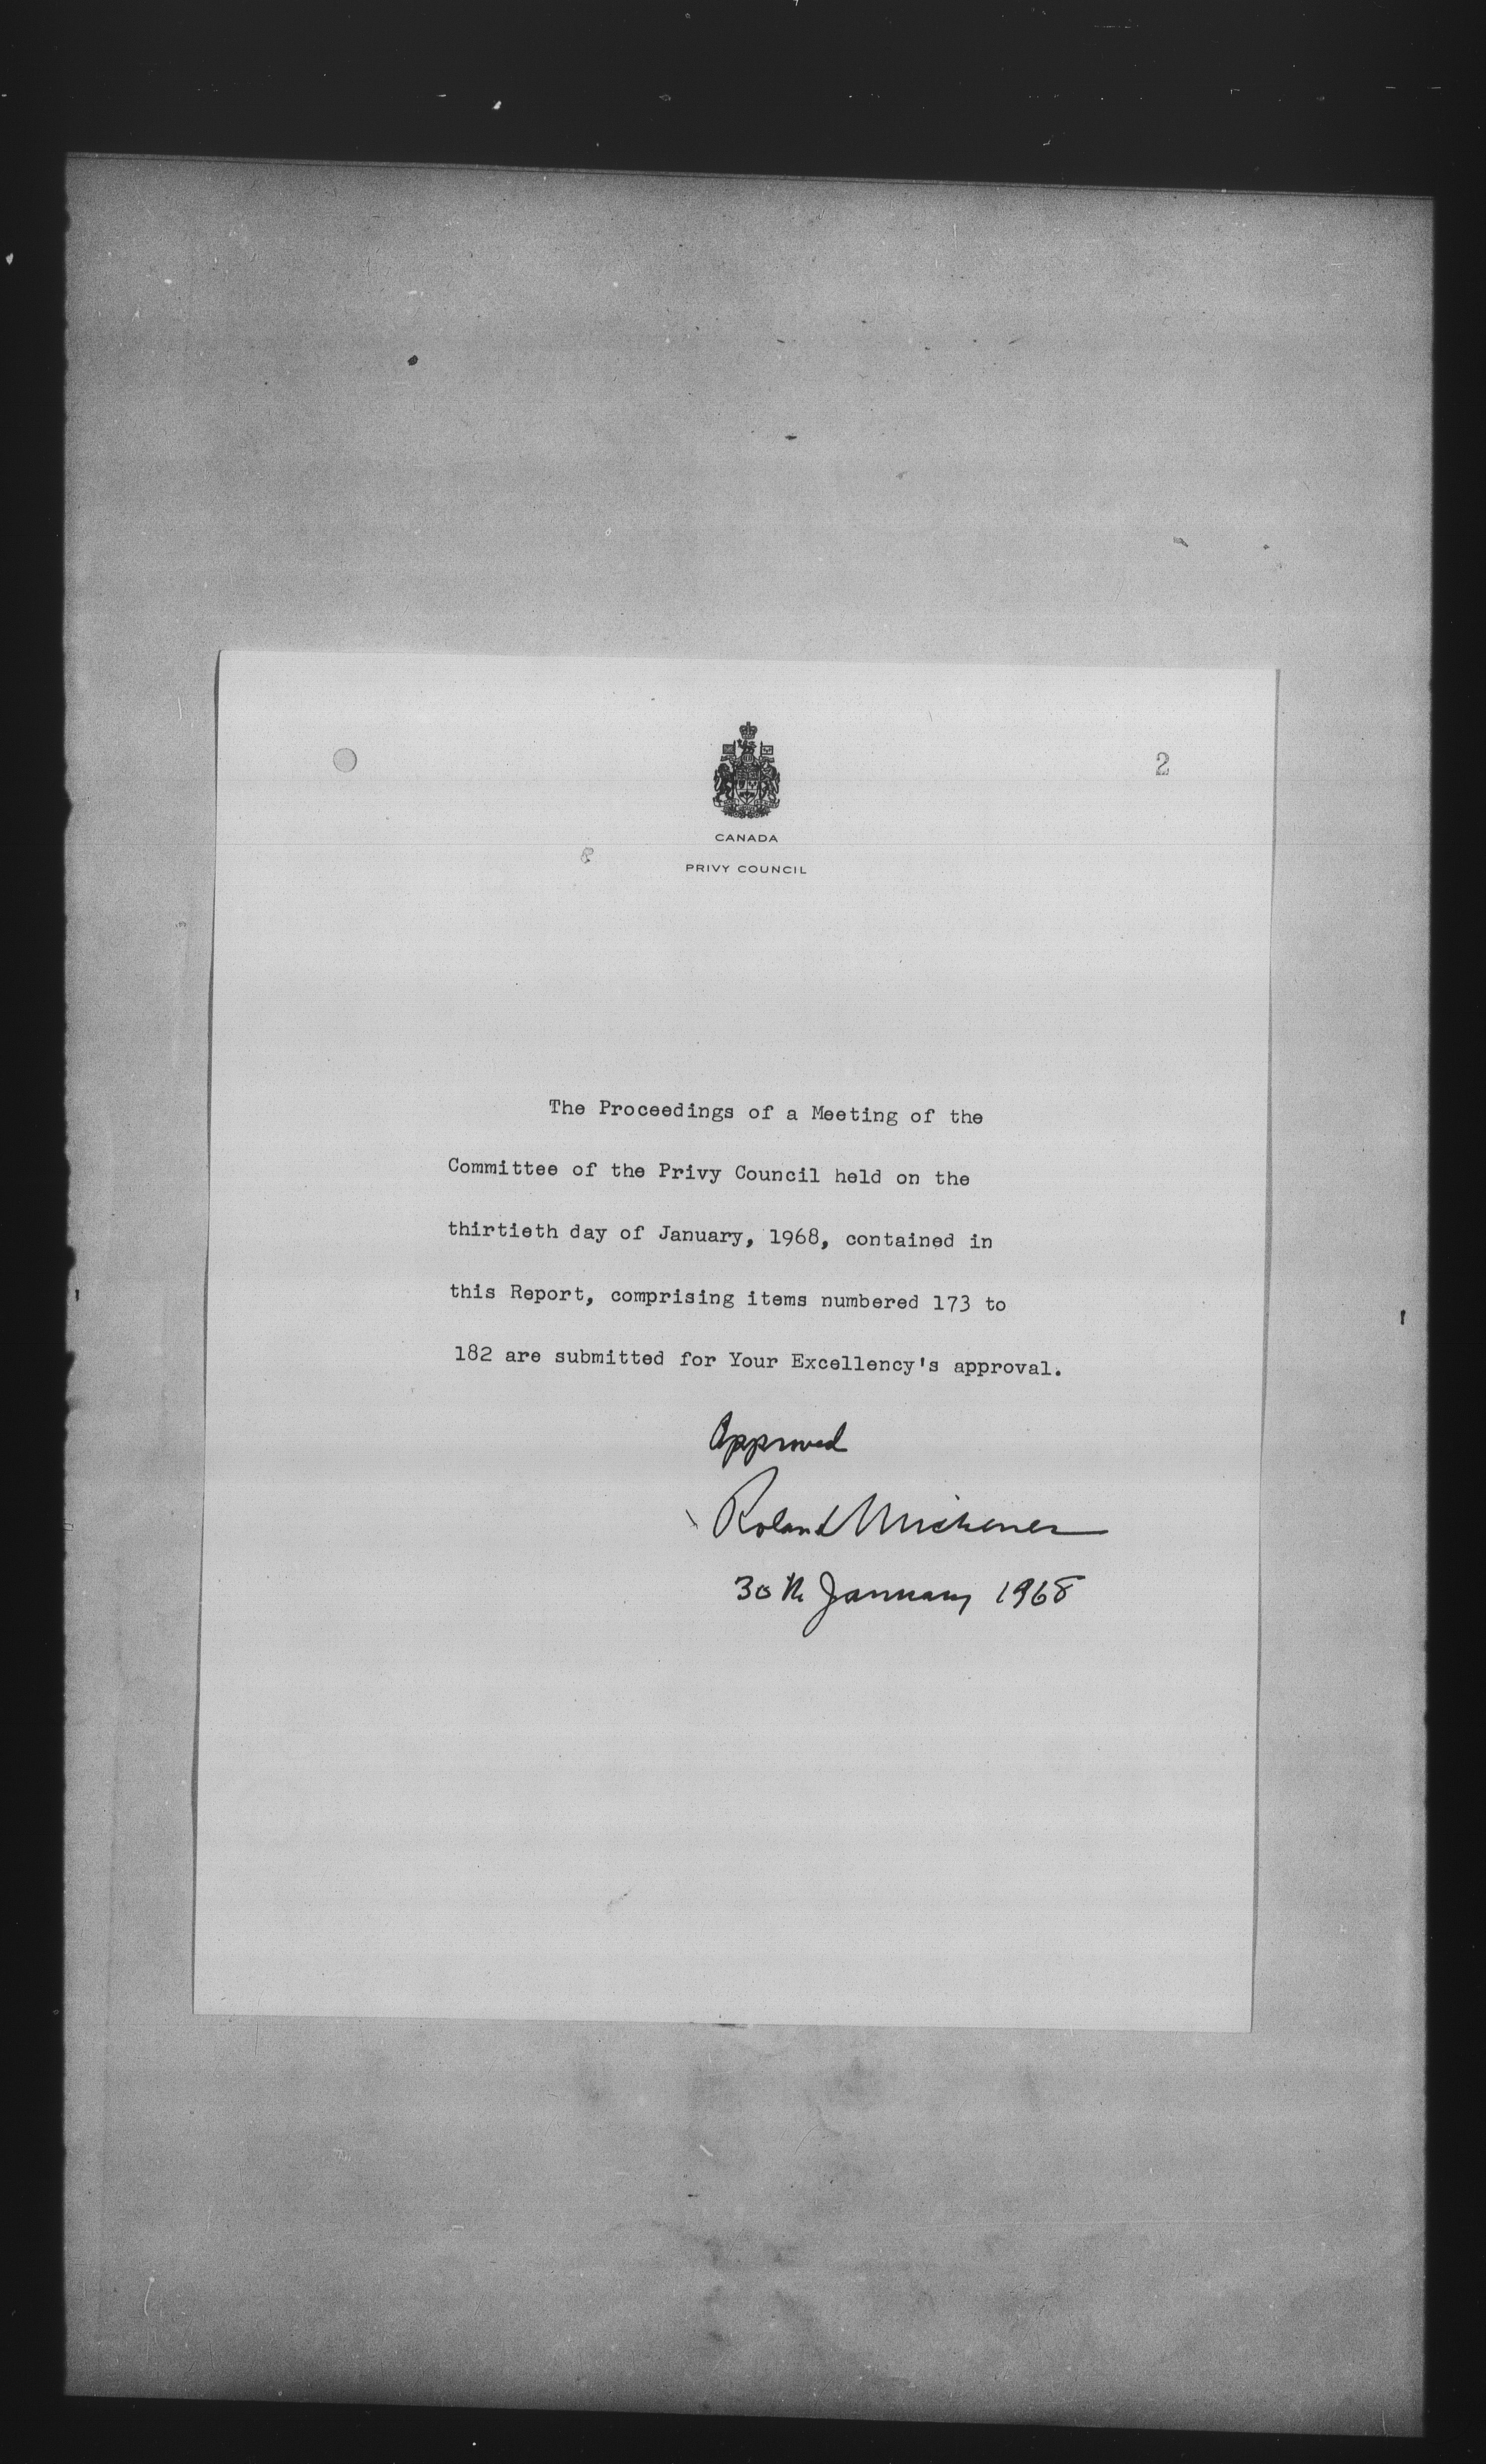 2
CANADA
PRIVY COUNCIL
The Proceedings of a Meeting of the
Committee of the Privy Council held on the
thirtieth day of January, 1968, contained in
this Report, comprising items numbered 173 to
182 are submitted for Your Excellency's approval.
Approved
Roland Michener
30th January 1968